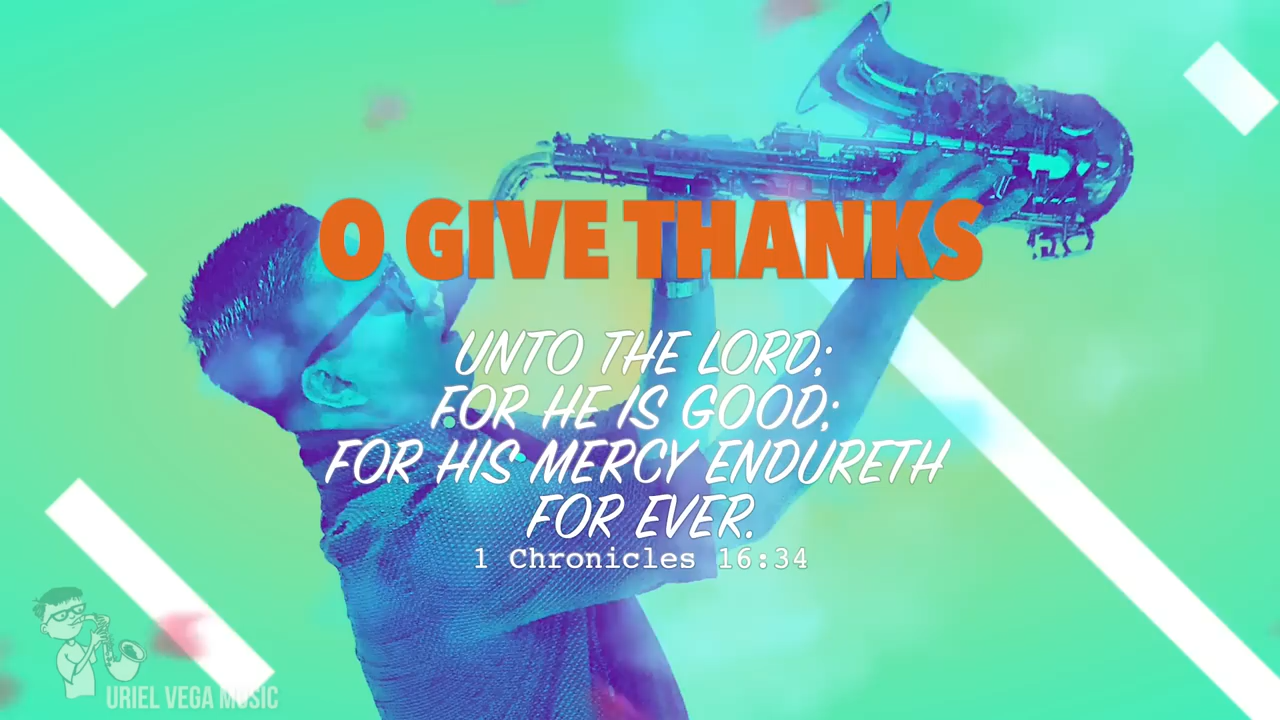 O GIVE THANKS
UNTO THE LORD;
FOR HE IS GOOD;
FOR HIS MERCY ENDURETH
FOR EVER.
1 Chronicles 16:34
URIEL VEGA MUSIC